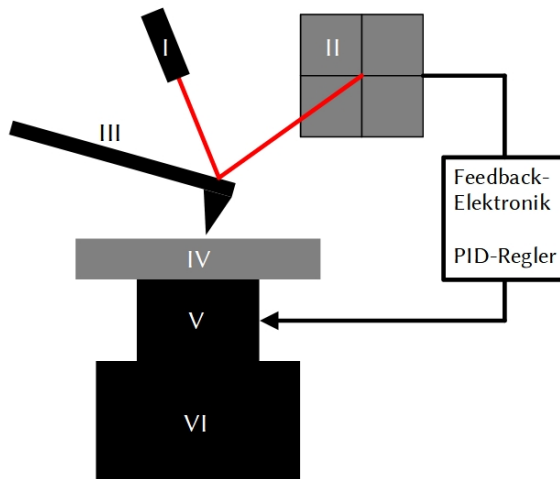 I
II
III
Feedback-
Elektronik
PID-Regler
IV
V
VI